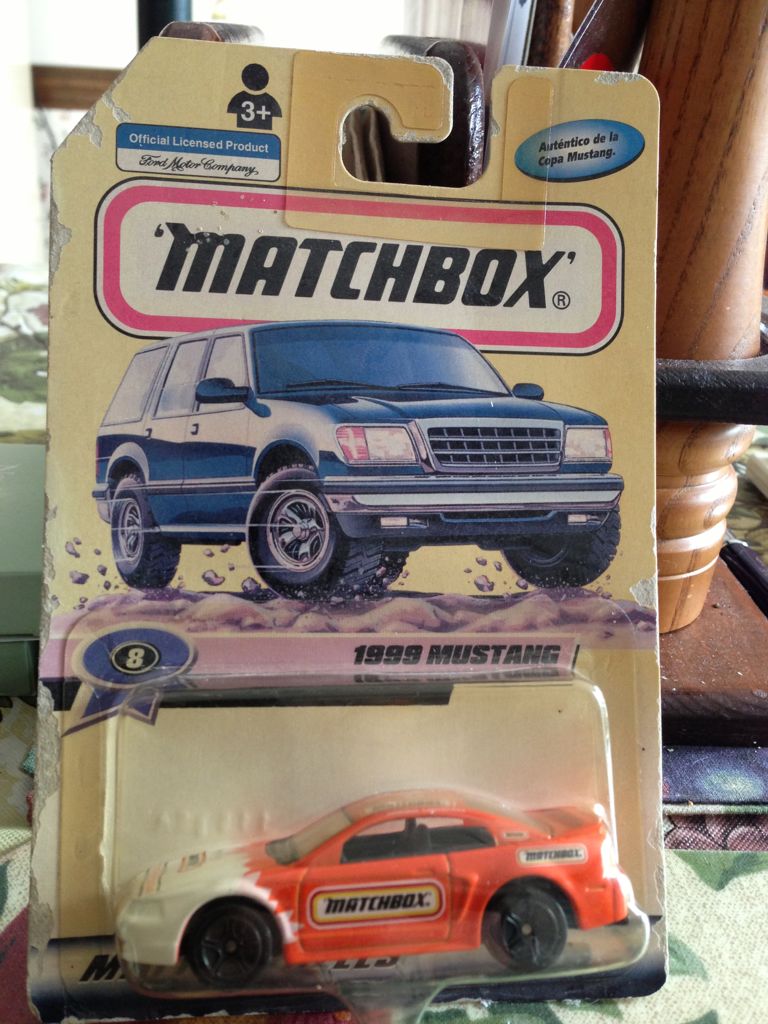 3+
Official Licensed Product
Ford Motor Company
Auténtico de la
Copa Mustang.
'MATCHBOX'®
8
1999 MUSTANG
MATCHBOX
MATCHBOX